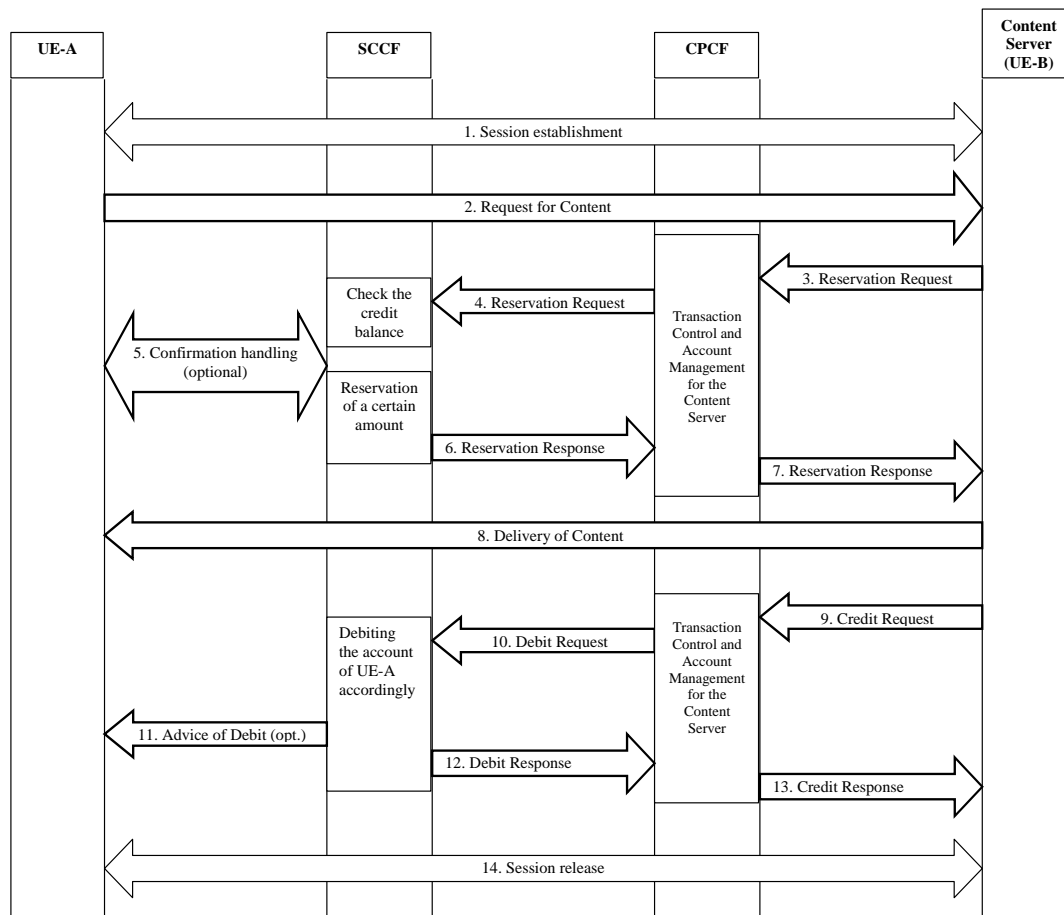 UE-A
SCCF
CPCF
Content
Server
(UE-B)
1. Session establishment
2. Request for Content
3. Reservation Request
4. Reservation Request
Check the
credit
balance
Transaction
Control and
Account
Management
for the
Content
Server
5. Confirmation handling
(optional)
Reservation
of a certain
amount
6. Reservation Response
7. Reservation Response
8. Delivery of Content
9. Credit Request
10. Debit Request
Debiting
the account
of UE-A
accordingly
Transaction
Control and
Account
Management
for the
Content
Server
11. Advice of Debit (opt.)
12. Debit Response
13. Credit Response
14. Session release